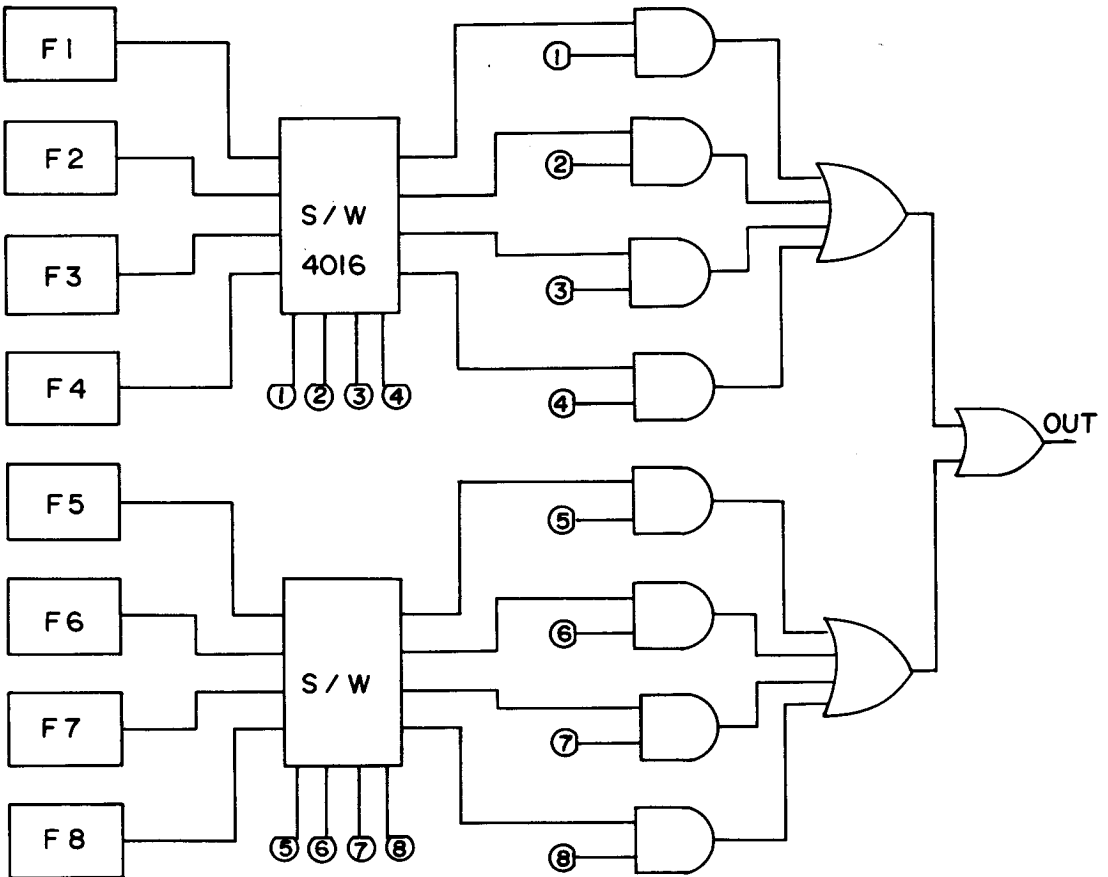 F1
①
F2
②
S/W
4016
F3
③
F4
① ② ③ ④
④
OUT
F5
⑤
F6
⑥
S/W
F7
⑦
F8
⑤ ⑥ ⑦ ⑧
⑧